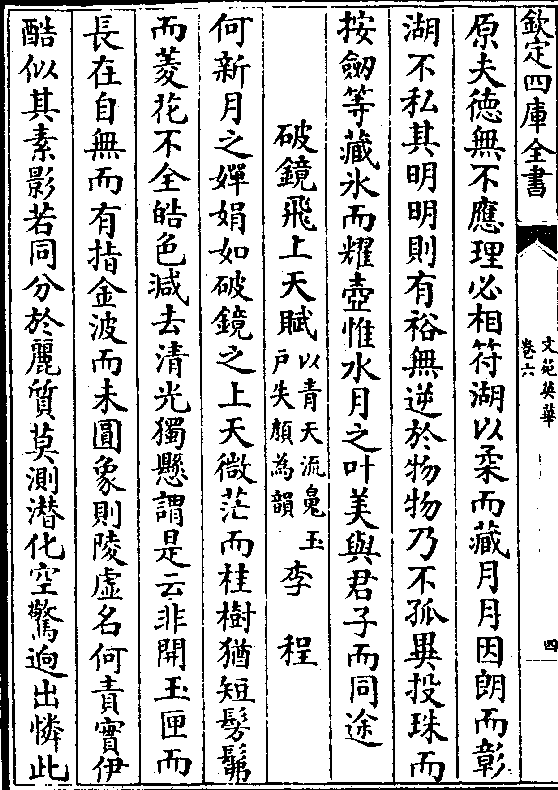 欽定四庫全書
文苑英華
卷六
四
原夫徳無不應理必相符湖以柔而藏月月因朗而彰
湖不私其明明則有裕無逆於物物乃不孤異投珠而
按劒等藏氷而耀壺惟水月之叶美與君子而同途
破鏡飛上天賦以青天流鳧玉
戶失顔為韻
李程
何新月之嬋娟如破鏡之上天微茫而桂樹猶短髣髴
而菱花不全皓色減去清光獨懸謂是云非開玉匣而
長在自無而有指金波而未圓象則陵虛名何責實伊
酷似其素影若同分於麗質莫測潜化空驚逈出憐此